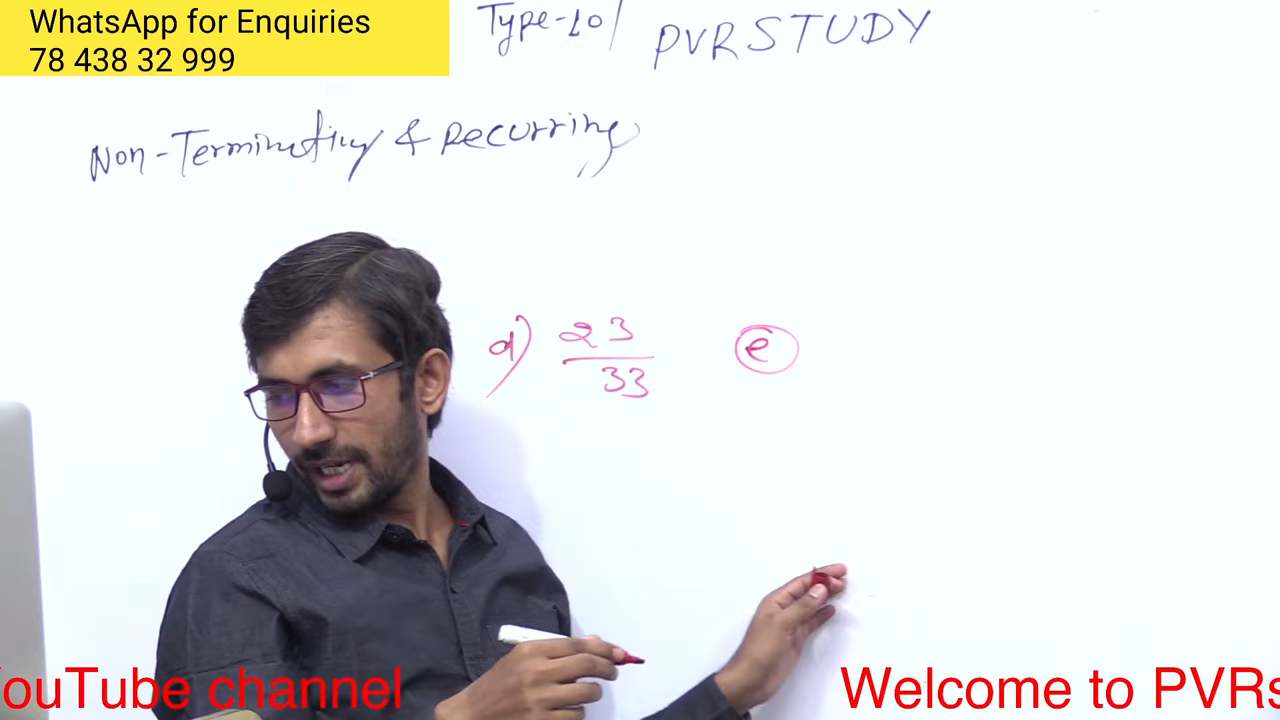 WhatsApp for Enquiries
78 438 32 999
Type-10/ PVRSTUDY
Non-Terminating & Recurring
a) 23/33 e
YouTube channel
Welcome to PVRs